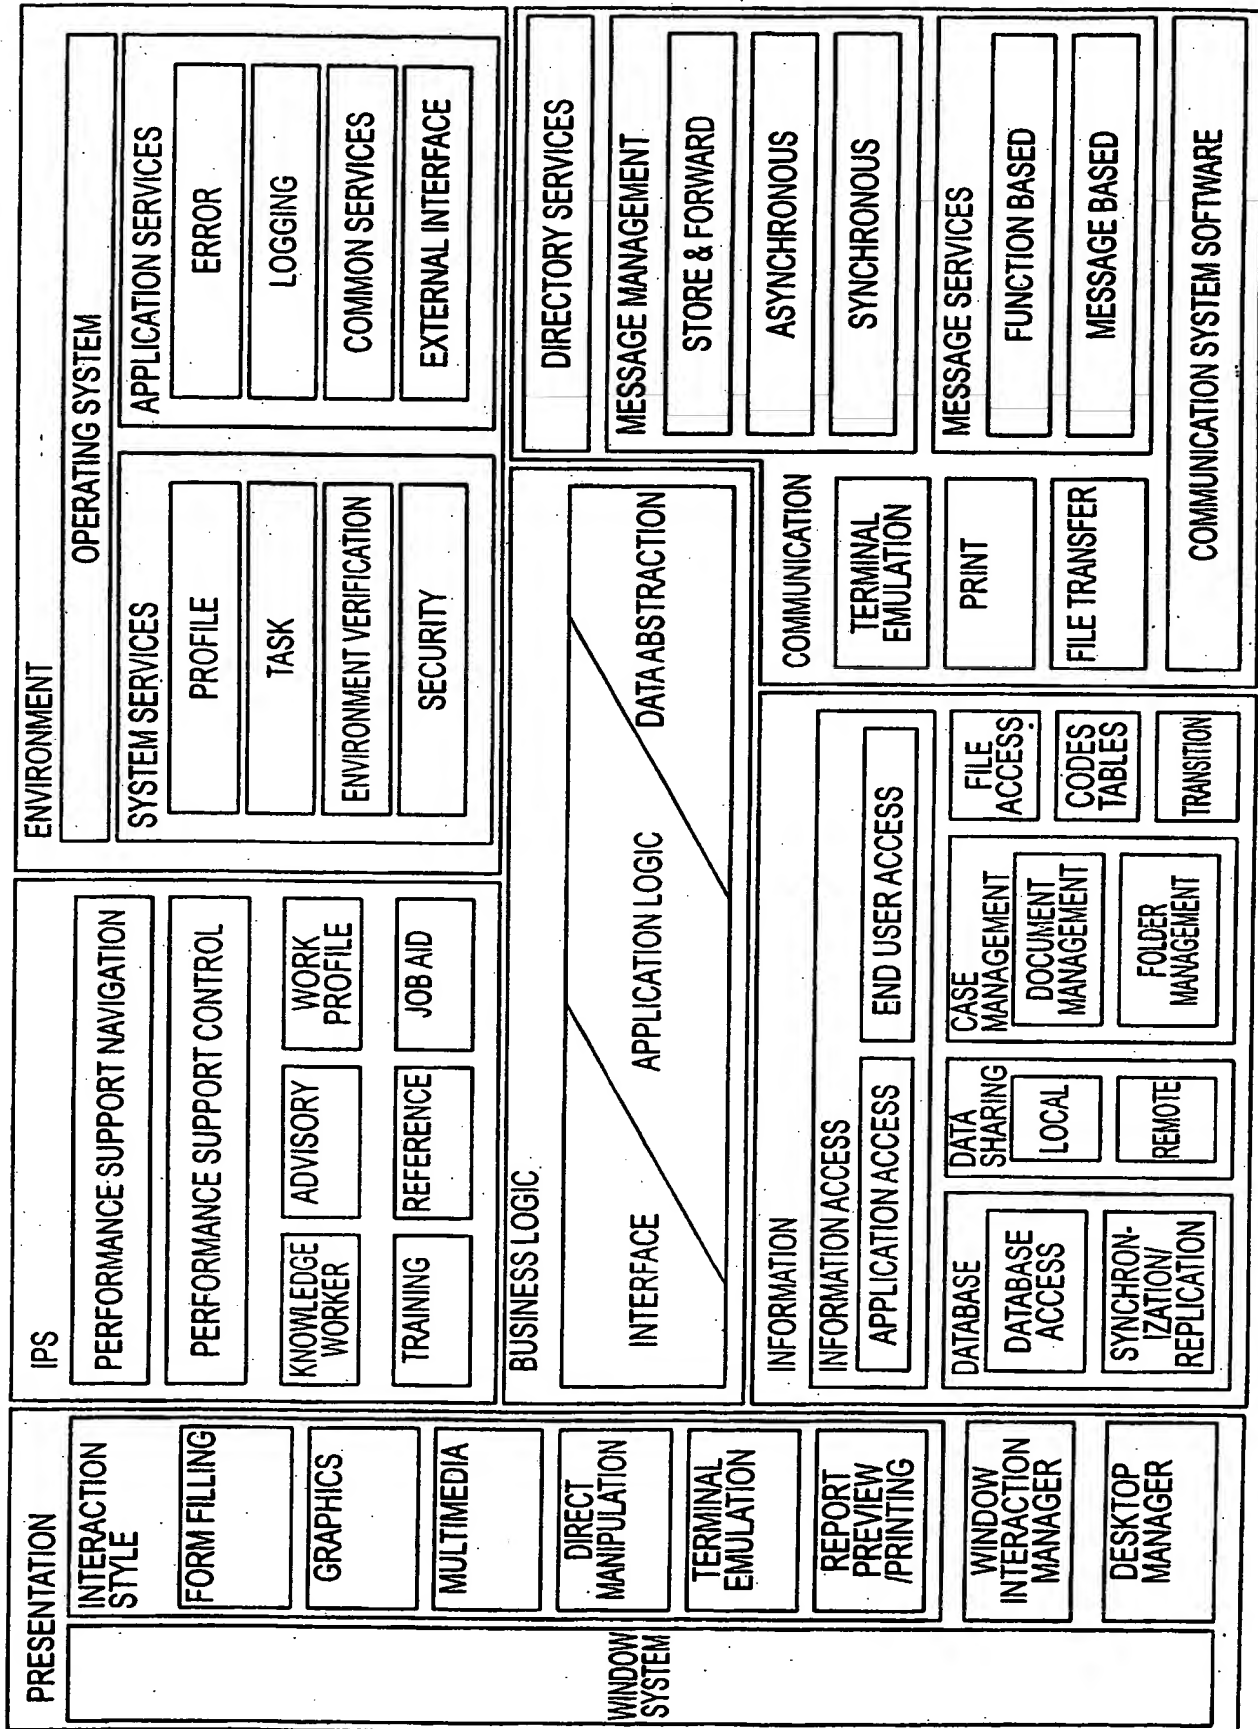 PRESENTATION
WINDOW
SYSTEM
INTERACTION
STYLE
FORM FILLING
GRAPHICS
MULTIMEDIA
DIRECT
MANIPULATION
TERMINAL
EMULATION
REPORT
PREVIEW
/PRINTING
WINDOW
INTERACTION
MANAGER
DESKTOP
MANAGER
IPS
PERFORMANCE SUPPORT NAVIGATION
PERFORMANCE SUPPORT CONTROL
KNOWLEDGE
WORKER
ADVISORY
WORK
PROFILE
TRAINING
REFERENCE
JOB AID
ENVIRONMENT
OPERATING SYSTEM
SYSTEM SERVICES
PROFILE
TASK
ENVIRONMENT VERIFICATION
SECURITY
APPLICATION SERVICES
ERROR
LOGGING
COMMON SERVICES
EXTERNAL INTERFACE
BUSINESS LOGIC
INTERFACE
APPLICATION LOGIC
DATA ABSTRACTION
INFORMATION
INFORMATION ACCESS
APPLICATION ACCESS
END USER ACCESS
DATABASE
DATABASE
ACCESS
SYNCHRON-
IZATION/
REPLICATION
DATA
SHARING
LOCAL
REMOTE
CASE
MANAGEMENT
DOCUMENT
MANAGEMENT
FOLDER
MANAGEMENT
FILE
ACCESS
CODES
TABLES
TRANSITION
COMMUNICATION
TERMINAL
EMULATION
PRINT
FILE TRANSFER
DIRECTORY SERVICES
MESSAGE MANAGEMENT
STORE & FORWARD
ASYNCHRONOUS
SYNCHRONOUS
MESSAGE SERVICES
FUNCTION BASED
MESSAGE BASED
COMMUNICATION SYSTEM SOFTWARE